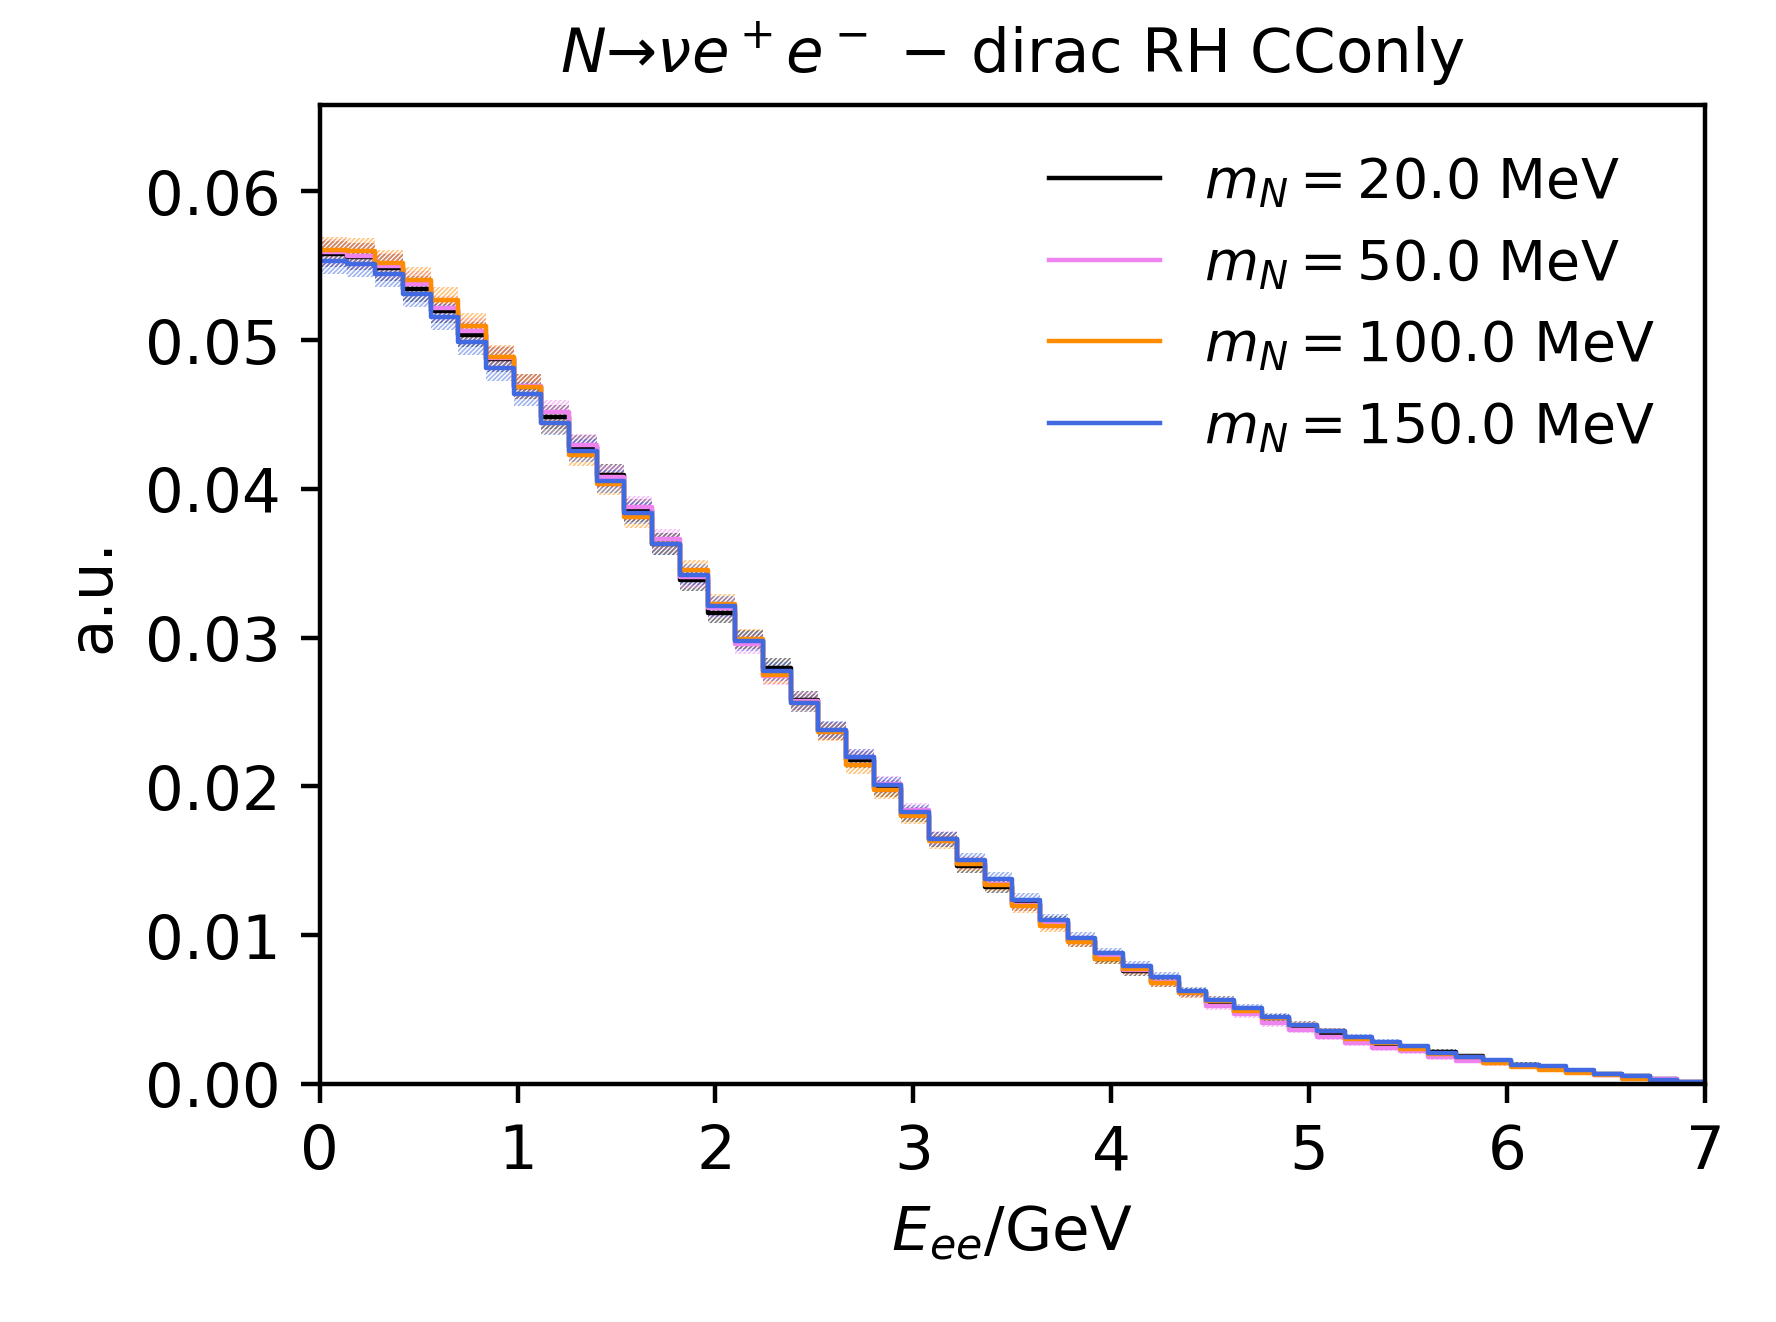 N→νe⁺e⁻ − dirac RH CConly
m_N = 20.0 MeV
m_N = 50.0 MeV
m_N = 100.0 MeV
m_N = 150.0 MeV
a.u.
0.06
0.05
0.04
0.03
0.02
0.01
0.00
0 1 2 3 4 5 6 7
E_ee/GeV